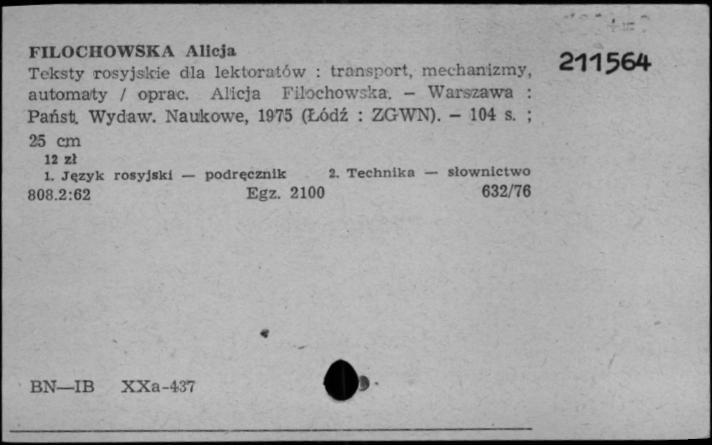 FILOCHOWSKA Alicja
Teksty rosyjskie dla lektoratów : transport, mechanizmy,
automaty / oprac. Alicja Filochowska. — Warszawa :
Państ. Wydaw. Naukowe, 1975 (Łódź : ZGWN). — 104 s. ;
25 cm
12 zł
1. Język rosyjski — podręcznik 2. Technika — słownictwo
808.2:62 Egz. 2100 632/76
BN—IB XXa-437
211564